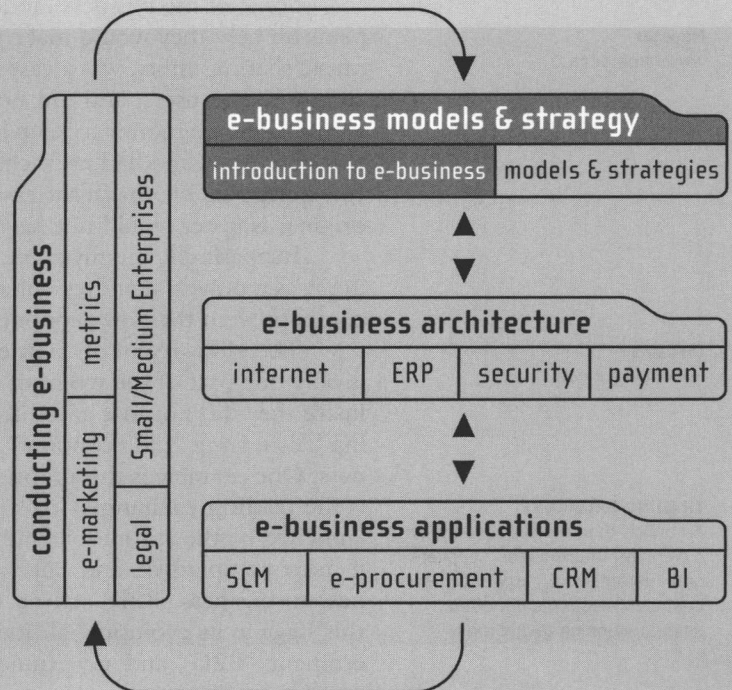 e-business models & strategy
introduction to e-business models & strategies
e-business architecture
internet ERP security payment
e-business applications
SCM e-procurement CRM BI
conducting e-business
e-marketing metrics
legal Small/Medium Enterprises